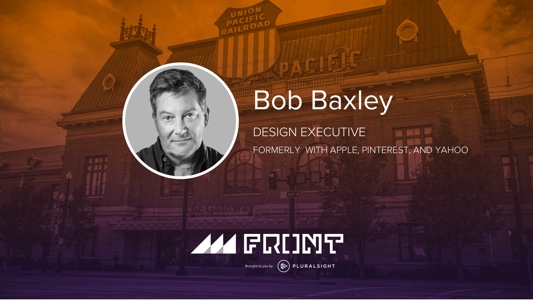 UNION
PACIFIC
RAILROAD
PACIFIC
Bob Baxley
DESIGN EXECUTIVE
FORMERLY WITH APPLE, PINTEREST, AND YAHOO
FRONT
Brought to you by PLURALSIGHT